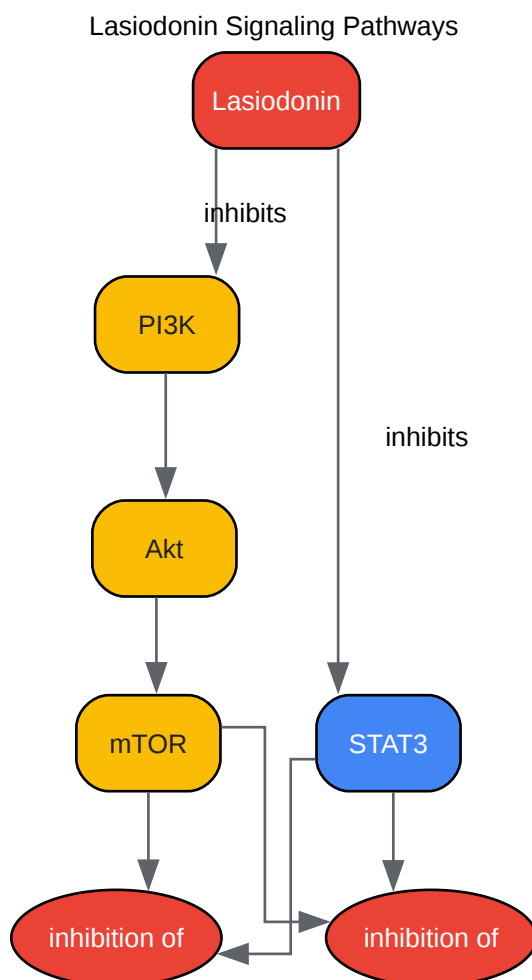 Lasiodonin Signaling Pathways
Lasiodonin
inhibits
PI3K
inhibits
Akt
mTOR
STAT3
inhibition of
inhibition of